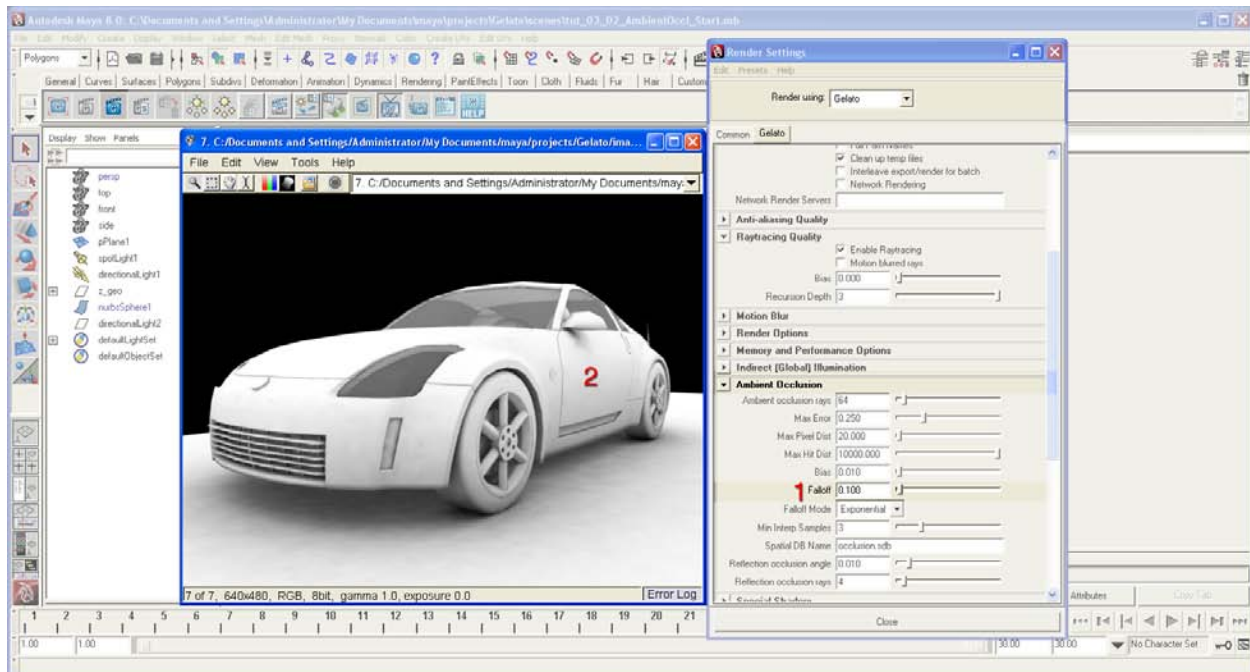 Autodesk Maya 8.0: C:\Documents and Settings\Administrator\My Documents\maya\projects\Gelato\scenes\tut_03_02_AmbientOccl_Start.mb
Polygons
General Curves Surfaces Polygons Subdivs Deformation Animation Dynamics Rendering PaintEffects Toon Cloth Fluids Fur Hair Custom
HELP
Display Show Panels
persp
top
front
side
pPlane1
spotLight1
directionalLight1
z_geo
nurbsSphere1
directionalLight2
defaultLightSet
defaultObjectSet
7. C:/Documents and Settings/Administrator/My Documents/maya/projects/Gelato/ima...
File Edit View Tools Help
7. C:/Documents and Settings/Administrator/My Documents/may
2
7 of 7, 640x480, RGB, 8bit, gamma 1.0, exposure 0.0
Error Log
Render Settings
Edit Presets Help
Render using: Gelato
Common Gelato
Clean up temp files
Interleave export/render for batch
Network Rendering
Network Render Servers
Anti-aliasing Quality
Raytracing Quality
Enable Raytracing
Motion blurred rays
Bias 0.000
Recursion Depth 3
Motion Blur
Render Options
Memory and Performance Options
Indirect (Global) Illumination
Ambient Occlusion
Ambient occlusion rays 64
Max Error 0.250
Max Pixel Dist 20.000
Max Hit Dist 10000.000
Bias 0.010
1 Falloff 0.100
Falloff Mode Exponential
Min Interp Samples 3
Spatial DB Name occlusion.sdb
Reflection occlusion angle 0.010
Reflection occlusion rays 4
Special Shaders
Close
Attributes
Copy Tab
1 2 3 4 5 6 7 8 9 10 11 12 13 14 15 16 17 18 19 20 21
1.00 1.00
30.00 30.00
No Character Set